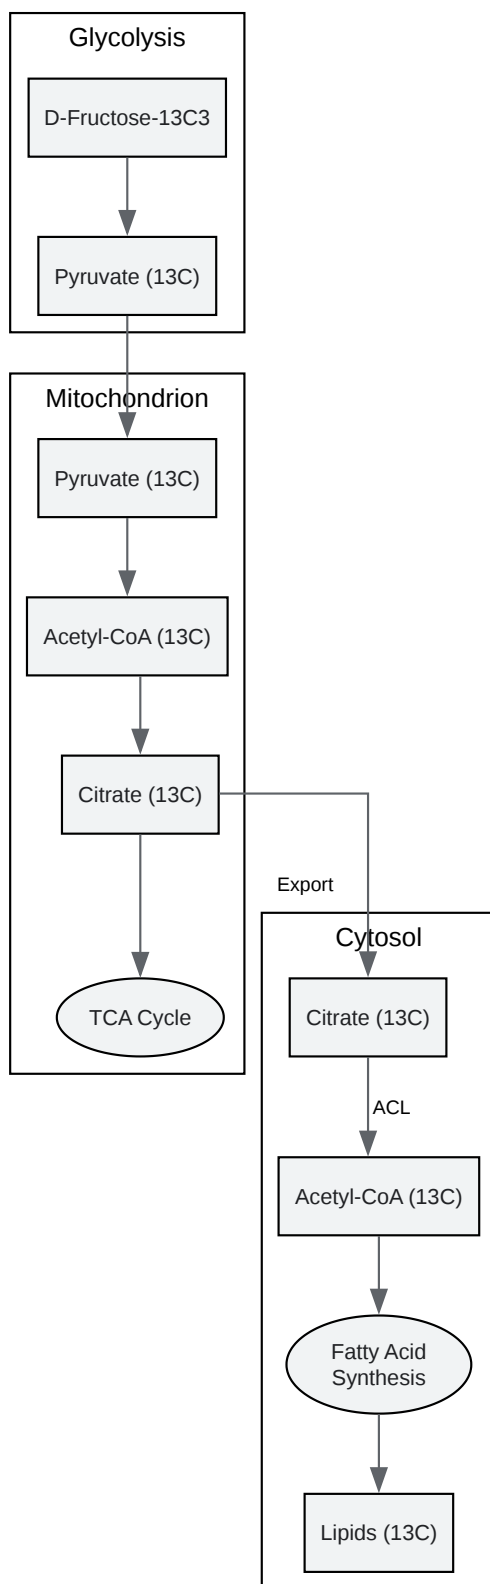 Glycolysis
D-Fructose-13C3
Pyruvate (13C)
Mitochondrion
Pyruvate (13C)
Acetyl-CoA (13C)
Citrate (13C)
TCA Cycle
Export
Cytosol
Citrate (13C)
ACL
Acetyl-CoA (13C)
Fatty Acid
Synthesis
Lipids (13C)